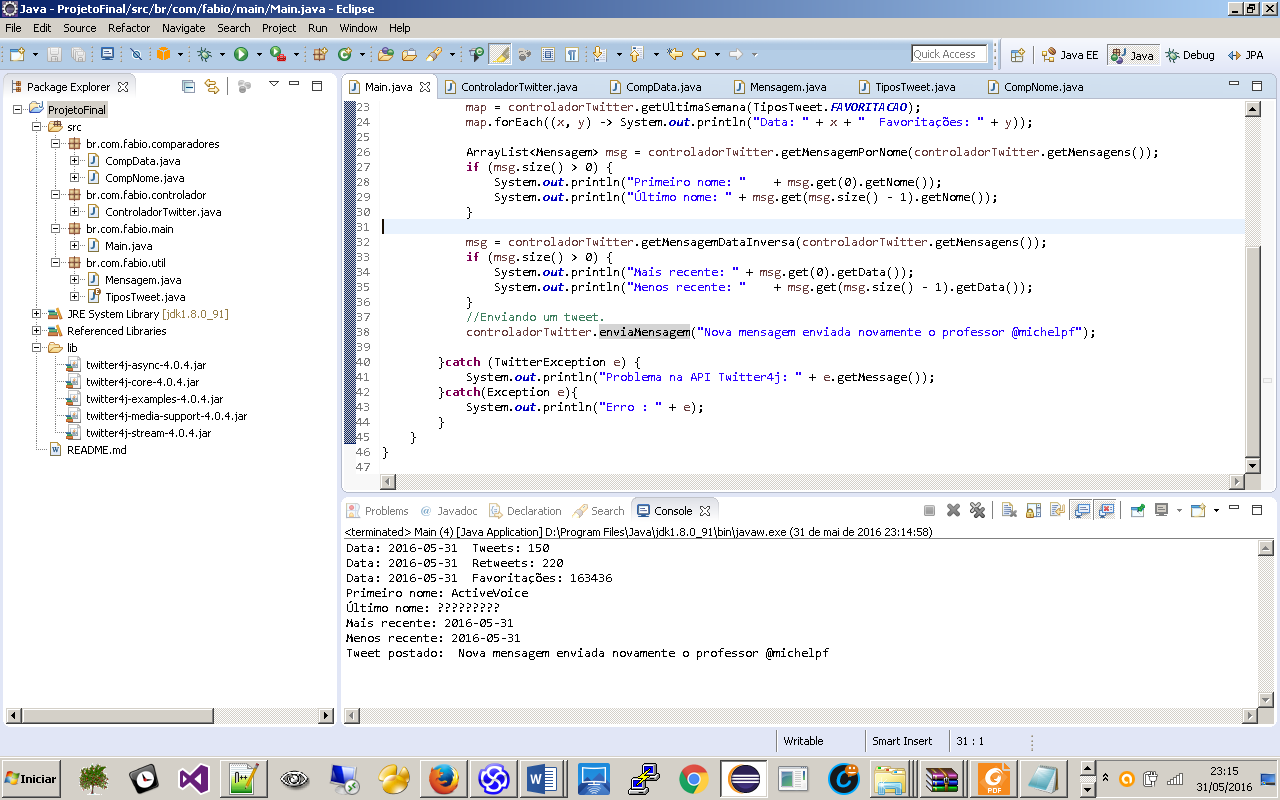 Java - ProjetoFinal/src/br/com/fabio/main/Main.java - Eclipse
File Edit Source Refactor Navigate Search Project Run Window Help
Quick Access Java EE Java Debug JPA
Package Explorer
ProjetoFinal
src
br.com.fabio.comparadores
CompData.java
CompNome.java
br.com.fabio.controlador
ControladorTwitter.java
br.com.fabio.main
Main.java
br.com.fabio.util
Mensagem.java
TiposTweet.java
JRE System Library [jdk1.8.0_91]
Referenced Libraries
lib
twitter4j-async-4.0.4.jar
twitter4j-core-4.0.4.jar
twitter4j-examples-4.0.4.jar
twitter4j-media-support-4.0.4.jar
twitter4j-stream-4.0.4.jar
README.md
Main.java ControladorTwitter.java CompData.java Mensagem.java TiposTweet.java CompNome.java
23 map = controladorTwitter.getUltimaSemana(TiposTweet.FAVORITACAO);
24 map.forEach((x, y) -> System.out.println("Data: " + x + "  Favoritações: " + y));
25
26 ArrayList<Mensagem> msg = controladorTwitter.getMensagemPorNome(controladorTwitter.getMensagens());
27 if (msg.size() > 0) {
28 System.out.println("Primeiro nome: "    + msg.get(0).getNome());
29 System.out.println("Último nome: " + msg.get(msg.size() - 1).getNome());
30 }
31
32 msg = controladorTwitter.getMensagemDataInversa(controladorTwitter.getMensagens());
33 if (msg.size() > 0) {
34 System.out.println("Mais recente: " + msg.get(0).getData());
35 System.out.println("Menos recente: "    + msg.get(msg.size() - 1).getData());
36 }
37 //Enviando um tweet.
38 controladorTwitter.enviaMensagem("Nova mensagem enviada novamente o professor @michelpf");
39
40 }catch (TwitterException e) {
41 System.out.println("Problema na API Twitter4j: " + e.getMessage());
42 }catch(Exception e){
43 System.out.println("Erro : " + e);
44 }
45 }
46 }
47
Problems Javadoc Declaration Search Console
<terminated> Main (4) [Java Application] D:\Program Files\Java\jdk1.8.0_91\bin\javaw.exe (31 de mai de 2016 23:14:58)
Data: 2016-05-31  Tweets: 150
Data: 2016-05-31  Retweets: 220
Data: 2016-05-31  Favoritações: 163436
Primeiro nome: ActiveVoice
Último nome: ?????????
Mais recente: 2016-05-31
Menos recente: 2016-05-31
Tweet postado:  Nova mensagem enviada novamente o professor @michelpf
Writable Smart Insert 31 : 1
Iniciar
PDF
23:15
31/05/2016